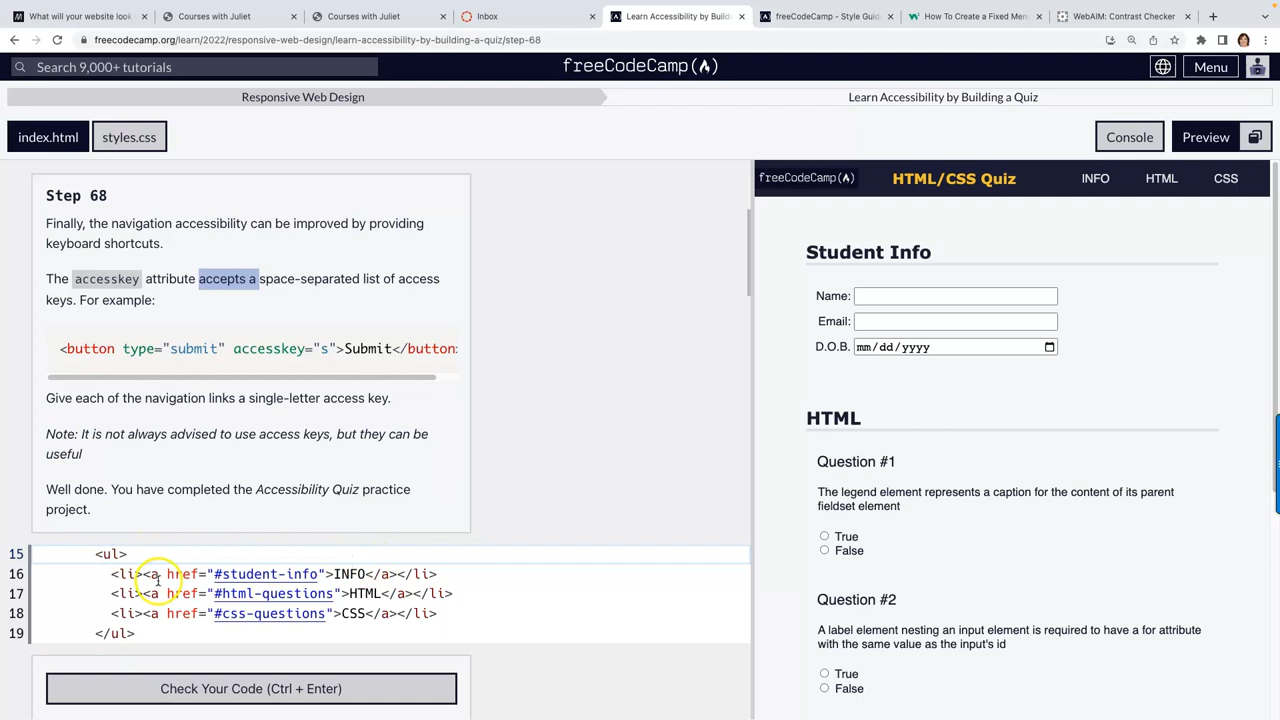 What will your website look
Courses with Juliet
Courses with Juliet
Inbox
Learn Accessibility by Build
freeCodeCamp - Style Guid
How To Create a Fixed Men
WebAIM: Contrast Checker
freecodecamp.org/learn/2022/responsive-web-design/learn-accessibility-by-building-a-quiz/step-68
Search 9,000+ tutorials
freeCodeCamp
Menu
Responsive Web Design
Learn Accessibility by Building a Quiz
index.html
styles.css
Console
Preview
Step 68
Finally, the navigation accessibility can be improved by providing
keyboard shortcuts.
The accesskey attribute accepts a space-separated list of access
keys. For example:
<button type="submit" accesskey="s">Submit</button>
Give each of the navigation links a single-letter access key.
Note: It is not always advised to use access keys, but they can be
useful
Well done. You have completed the Accessibility Quiz practice
project.
15 <ul>
16 <li><a href="#student-info">INFO</a></li>
17 <li><a href="#html-questions">HTML</a></li>
18 <li><a href="#css-questions">CSS</a></li>
19 </ul>
Check Your Code (Ctrl + Enter)
freeCodeCamp
HTML/CSS Quiz
INFO
HTML
CSS
Student Info
Name:
Email:
D.O.B. mm/dd/yyyy
HTML
Question #1
The legend element represents a caption for the content of its parent
fieldset element
True
False
Question #2
A label element nesting an input element is required to have a for attribute
with the same value as the input's id
True
False